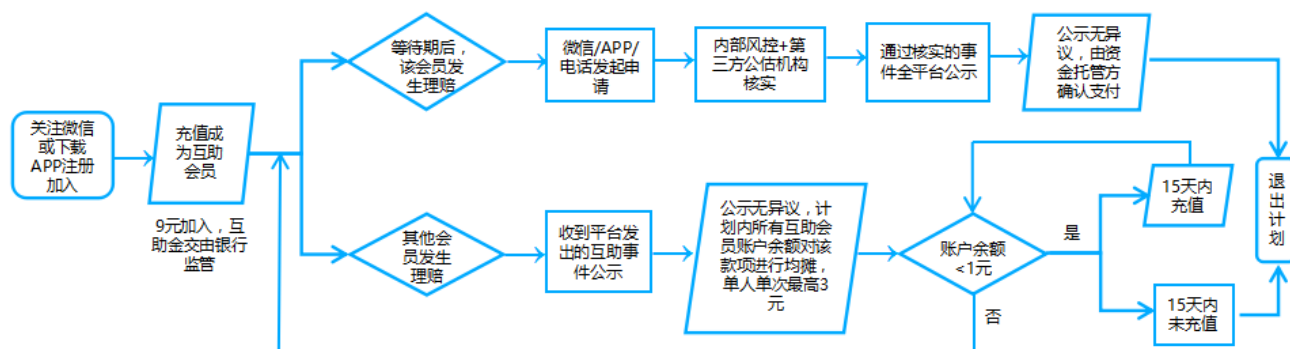 关注微信
或下载
APP注册
加入
充值成
为互助
会员
9元加入，互
助金交由银行
监管
等待期后，
该会员发
生理赔
微信/APP/
电话发起申
请
内部风控+第
三方公估机构
核实
通过核实的事
件全平台公示
公示无异
议，由资
金托管方
确认支付
其他会
员发生
理赔
收到平台发
出的互助事
件公示
公示无异议，计
划内所有互助会
员账户余额对该
款项进行均摊，
单人单次最高3
元
账户余额
<1元
是
否
15天内
充值
15天内
未充值
退
出
计
划